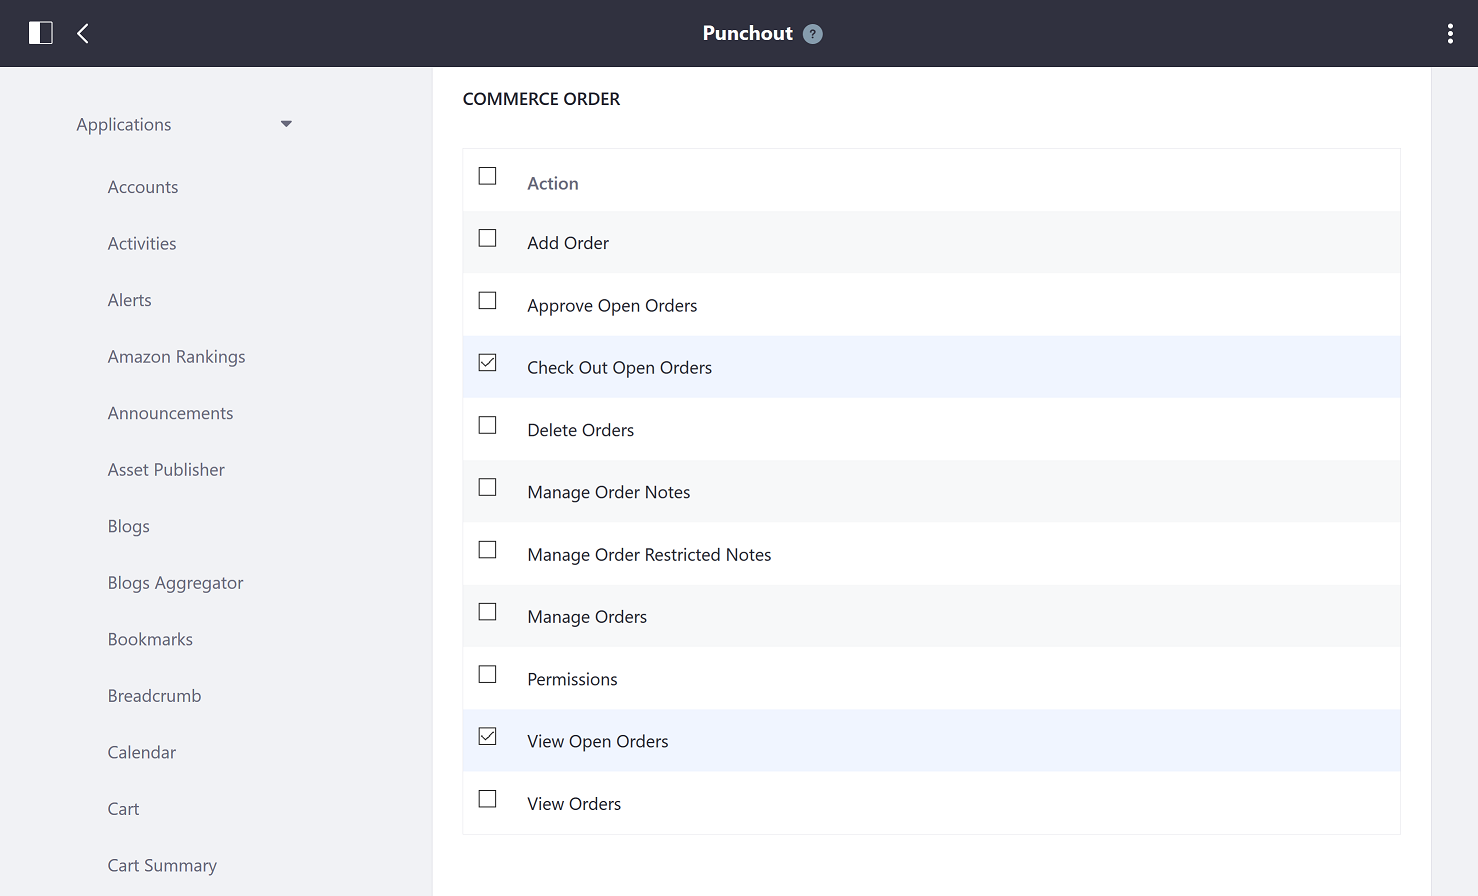 Punchout ?
Applications
Accounts
Activities
Alerts
Amazon Rankings
Announcements
Asset Publisher
Blogs
Blogs Aggregator
Bookmarks
Breadcrumb
Calendar
Cart
Cart Summary
COMMERCE ORDER
Action
Add Order
Approve Open Orders
Check Out Open Orders
Delete Orders
Manage Order Notes
Manage Order Restricted Notes
Manage Orders
Permissions
View Open Orders
View Orders